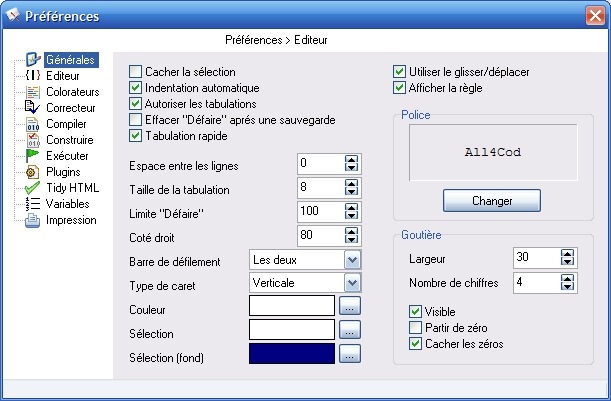 Préférences
Préférences > Editeur
Générales
Editeur
Colorateurs
Correcteur
Compiler
Construire
Exécuter
Plugins
Tidy HTML
Variables
Impression
Cacher la sélection
Indentation automatique
Autoriser les tabulations
Effacer "Défaire" aprés une sauvegarde
Tabulation rapide
Espace entre les lignes 0
Taille de la tabulation 8
Limite "Défaire" 100
Coté droit 80
Barre de défilement Les deux
Type de caret Verticale
Couleur ...
Sélection ...
Sélection (fond) ...
Utiliser le glisser/déplacer
Afficher la règle
Police
All4Cod
Changer
Goutière
Largeur 30
Nombre de chiffres 4
Visible
Partir de zéro
Cacher les zéros